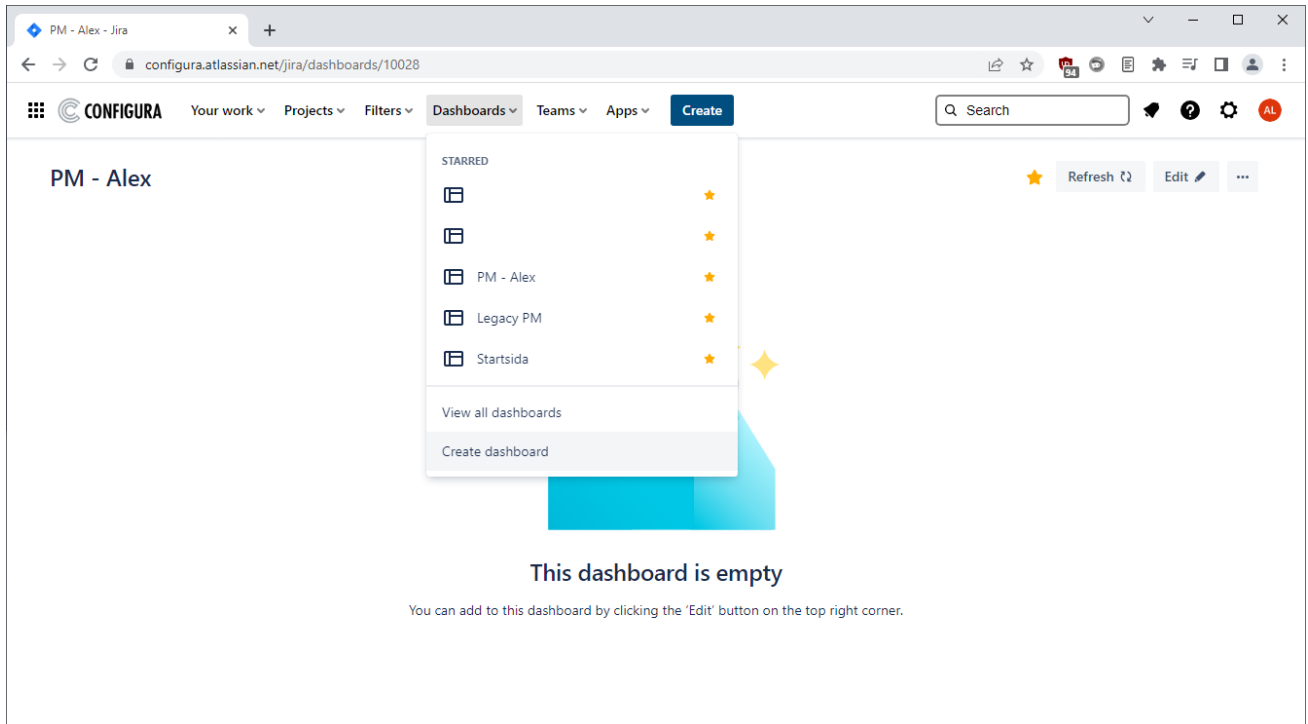 PM - Alex - Jira
configura.atlassian.net/jira/dashboards/10028
94
CONFIGURA Your work Projects Filters Dashboards Teams Apps Create Search AL
STARRED
PM - Alex Refresh Edit
PM - Alex
Legacy PM
Startsida
View all dashboards
Create dashboard
This dashboard is empty
You can add to this dashboard by clicking the ‘Edit’ button on the top right corner.